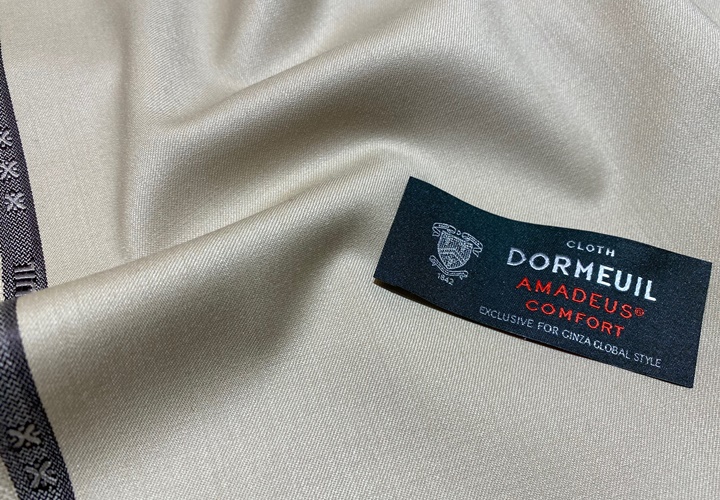 CLOTH
DORMEUIL
AMADEUS®
COMFORT
EXCLUSIVE FOR GINZA GLOBAL STYLE
1842